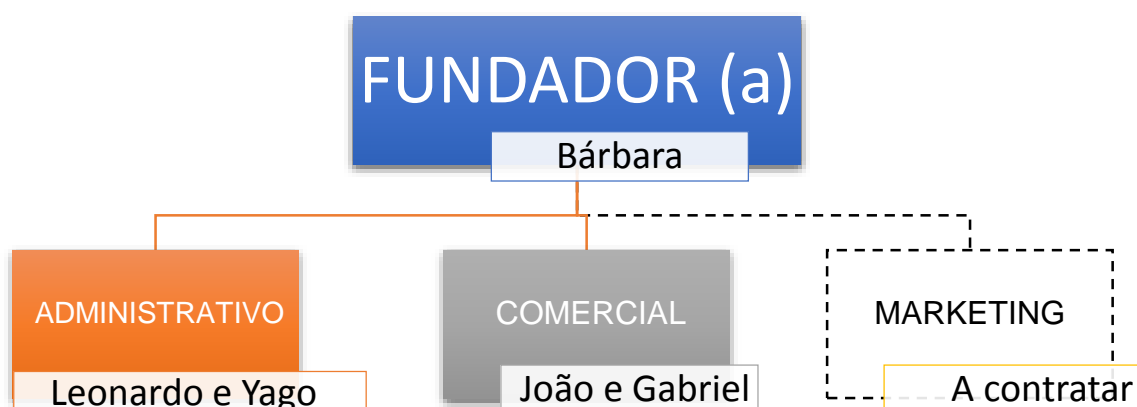 FUNDADOR (a)
Bárbara
ADMINISTRATIVO
Leonardo e Yago
COMERCIAL
João e Gabriel
MARKETING
A contratar